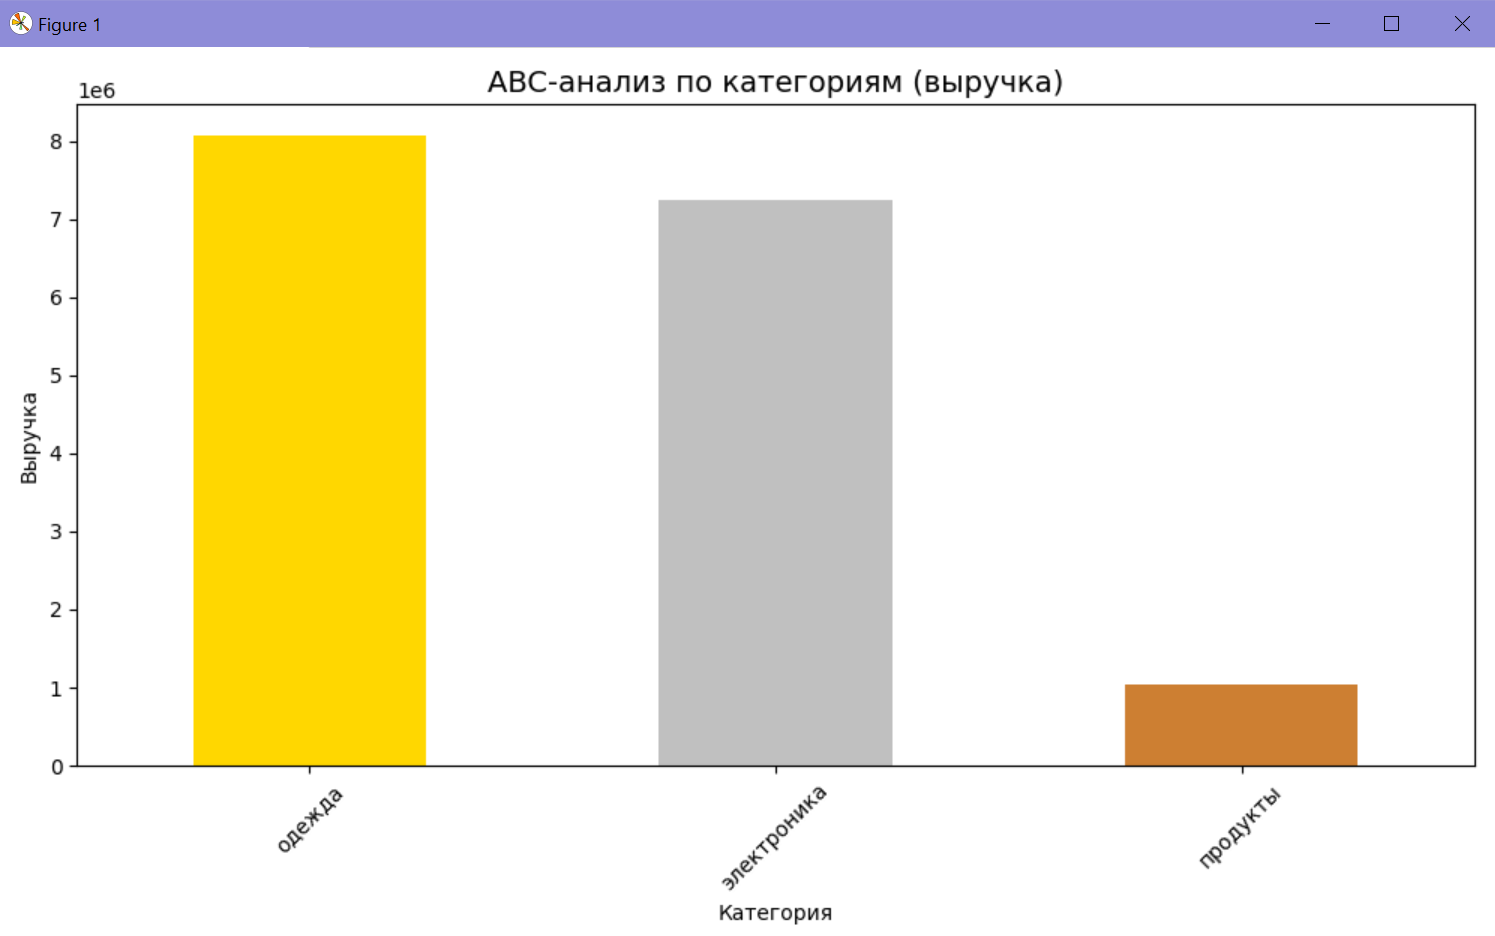 Figure 1
ABC-анализ по категориям (выручка)
1e6
8
7
6
5
4
3
2
1
0
Выручка
одежда
электроника
продукты
Категория